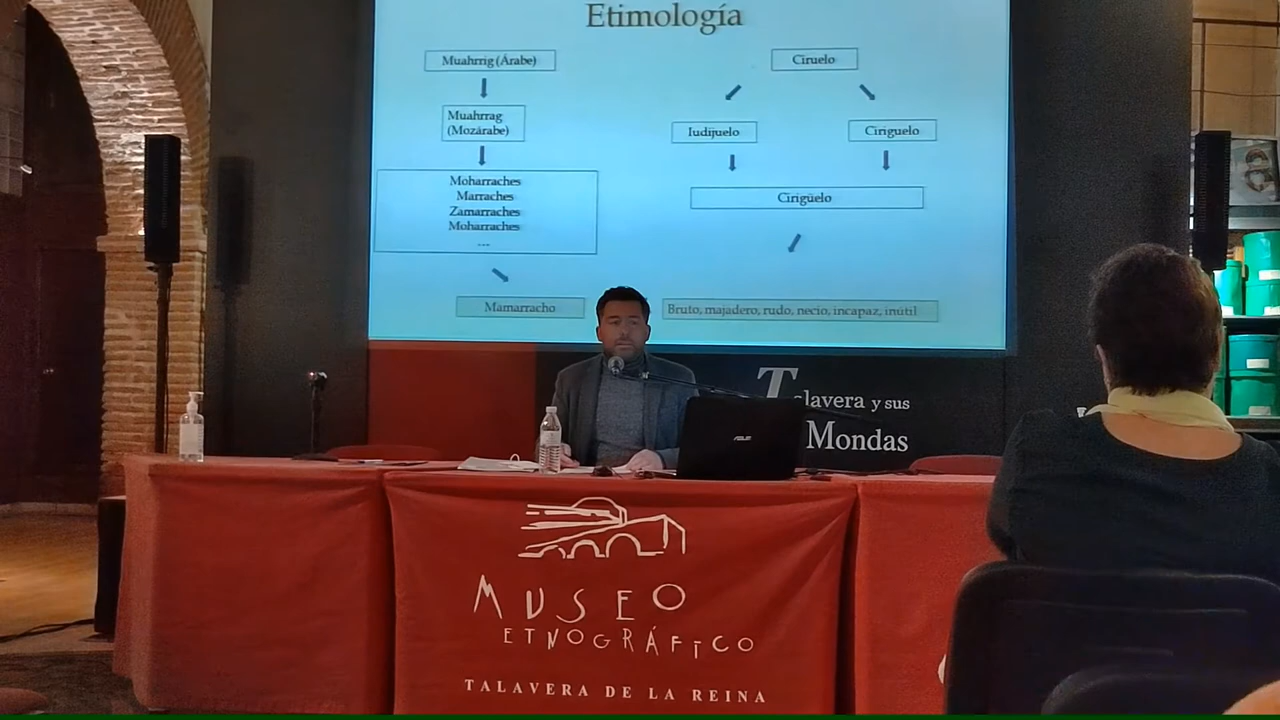 Etimología
Muahrrig (Árabe)
Muahrrag
(Mozárabe)
Moharraches
Marraches
Zamarraches
Moharraches
...
Mamarracho
Ciruelo
Iudijuelo
Ciriguelo
Cirigüelo
Bruto, majadero, rudo, necio, incapaz, inútil
Talavera y sus
Mondas
ASUS
MUSEO
ETNOGRÁFICO
TALAVERA DE LA REINA